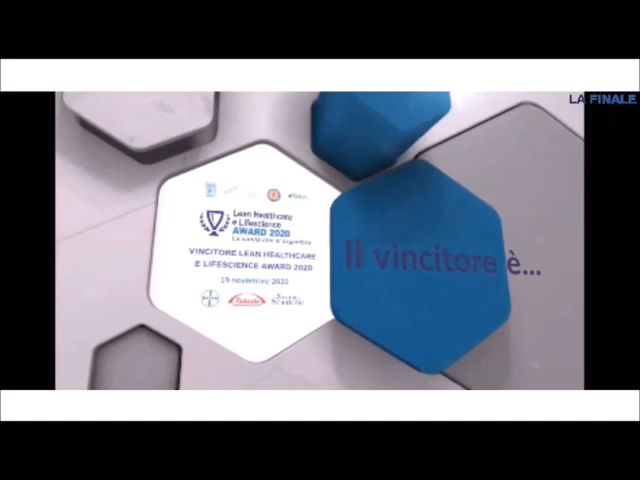 LA FINALE
Lean Healthcare
e Lifescience
AWARD 2020
VINCITORE LEAN HEALTHCARE
E LIFESCIENCE AWARD 2020
19 novembre 2020
Il vincitore è...